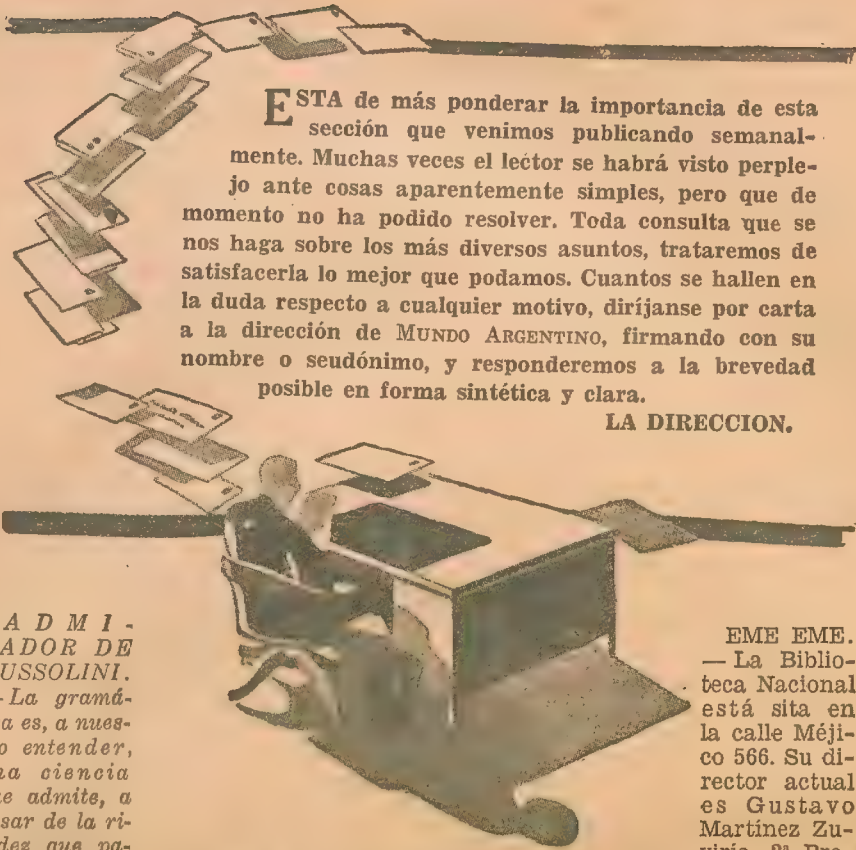 ESTA de más ponderar la importancia de esta
sección que venimos publicando semanal-
mente. Muchas veces el lector se habrá visto perple-
jo ante cosas aparentemente simples, pero que de
momento no ha podido resolver. Toda consulta que se
nos haga sobre los más diversos asuntos, trataremos de
satisfacerla lo mejor que podamos. Cuantos se hallen en
la duda respecto a cualquier motivo, diríjanse por carta
a la dirección de MUNDO ARGENTINO, firmando con su
nombre o seudónimo, y responderemos a la brevedad
posible en forma sintética y clara.
LA DIRECCION.
ADMI-
ADOR DE
USSOLINI.
La gramá-
a es, a nues-
o entender,
na ciencia
e admite, a
sar de la ri-
dez que pa-
EME EME.
— La Biblio-
teca Nacional
está sita en
la calle Méji-
co 566. Su di-
rector actual
es Gustavo
Martínez Zu-